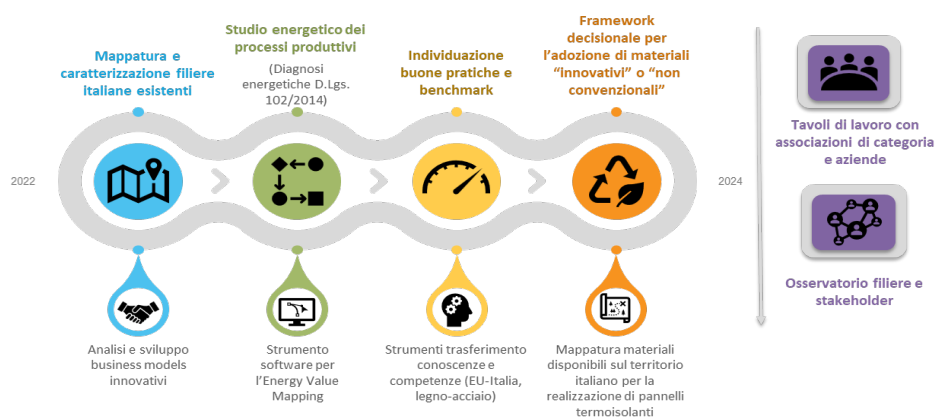 Mappatura e
caratterizzazione filiere
italiane esistenti
Studio energetico dei
processi produttivi
(Diagnosi
energetiche D.Lgs.
102/2014)
Individuazione
buone pratiche e
benchmark
Framework
decisionale per
l’adozione di materiali
“innovativi” o “non
convenzionali”
2022
2024
Analisi e sviluppo
business models
innovativi
Strumento
software per
l’Energy Value
Mapping
Strumenti trasferimento
conoscenze e
competenze (EU-Italia,
legno-acciaio)
Mappatura materiali
disponibili sul territorio
italiano per la
realizzazione di pannelli
termoisolanti
Tavoli di lavoro con
associazioni di categoria
e aziende
Osservatorio filiere e
stakeholder